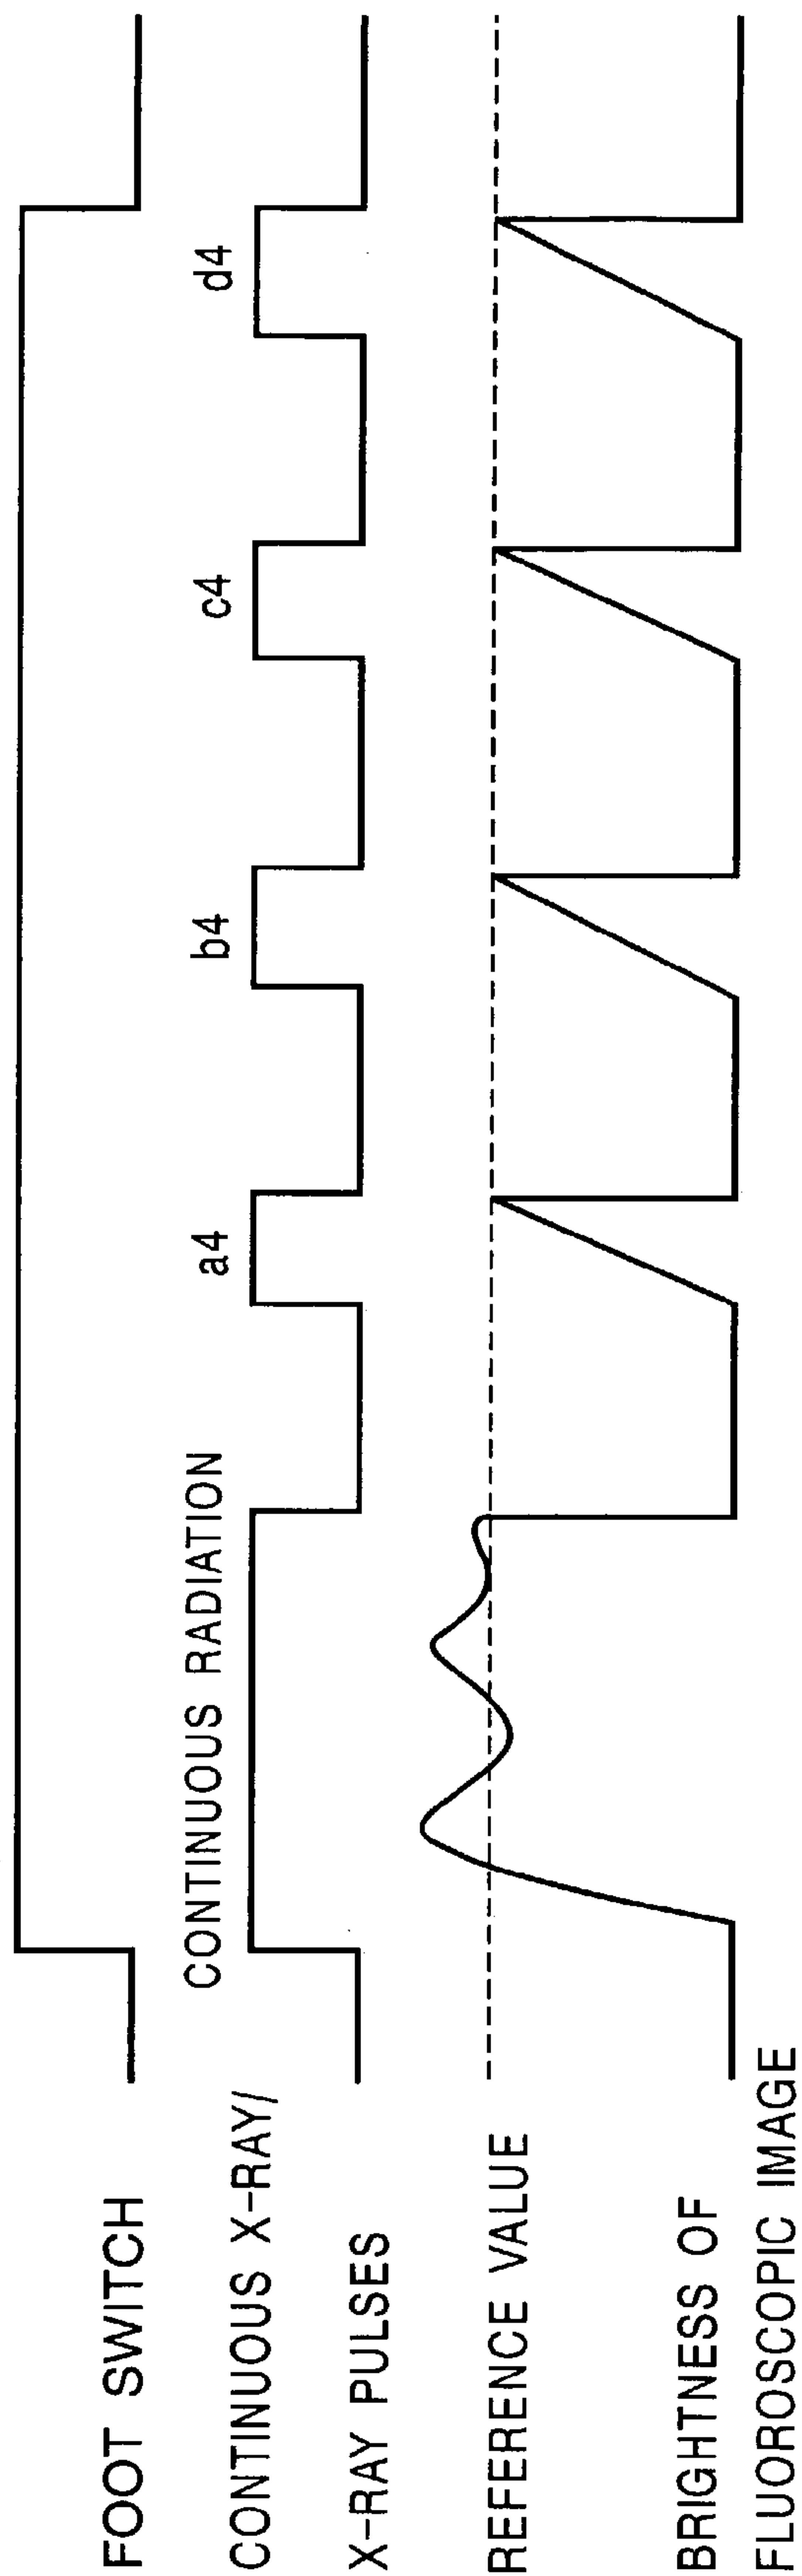 FOOT SWITCH
CONTINUOUS X-RAY/
X-RAY PULSES
CONTINUOUS RADIATION
a4
b4
c4
d4
REFERENCE VALUE
BRIGHTNESS OF
FLUOROSCOPIC IMAGE